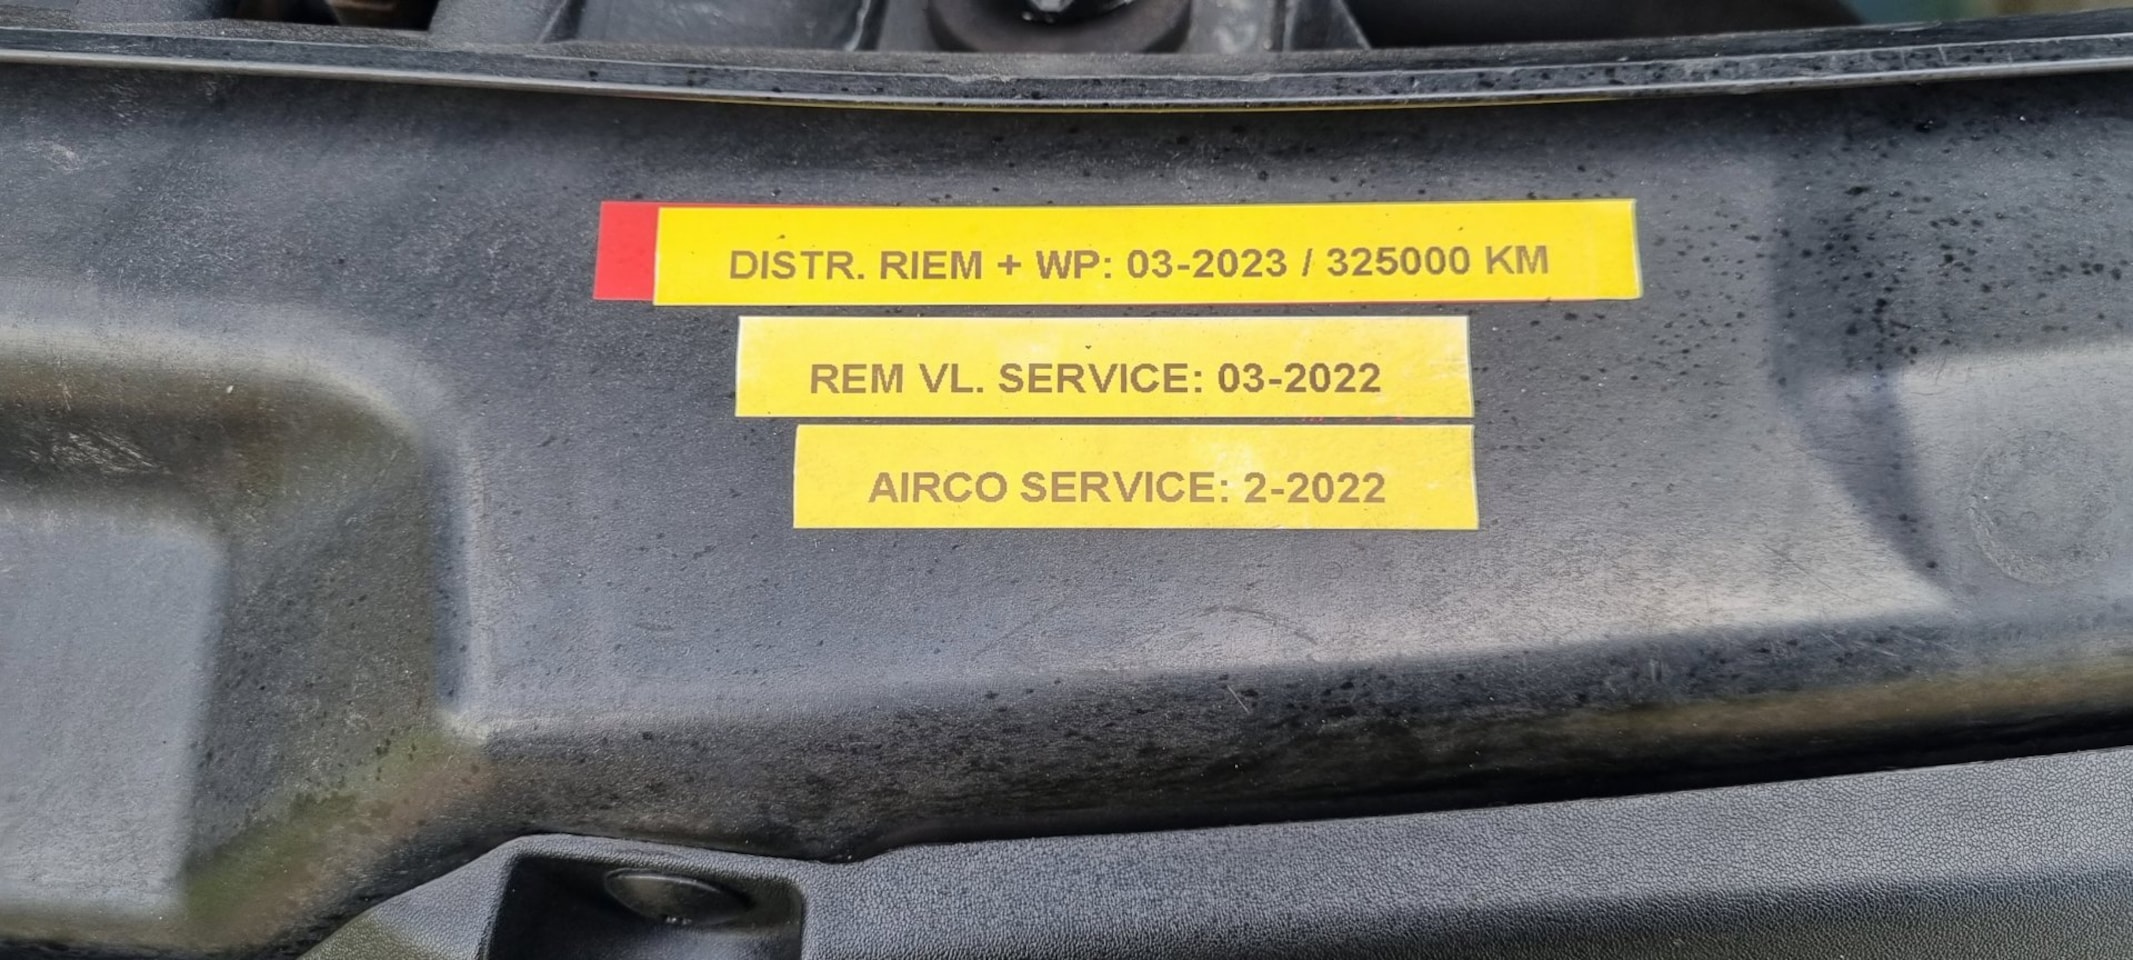 DISTR. RIEM + WP: 03-2023 / 325000 KM
REM VL. SERVICE: 03-2022
AIRCO SERVICE: 2-2022